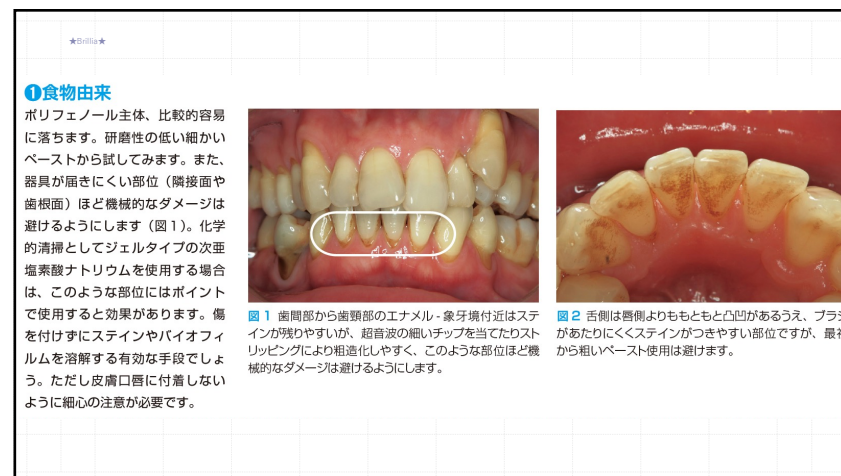 ★Brillia★
❶食物由来
ポリフェノール主体、比較的容易
に落ちます。研磨性の低い細かい
ペーストから試してみます。また、
器具が届きにくい部位（隣接面や
歯根面）ほど機械的なダメージは
避けるようにします（図1）。化学
的清掃としてジェルタイプの次亜
塩素酸ナトリウムを使用する場合
は、このような部位にはポイント
で使用すると効果があります。傷
を付けずにステインやバイオフィ
ルムを溶解する有効な手段でしょ
う。ただし皮膚口唇に付着しない
ように細心の注意が必要です。
図1 歯間部から歯頸部のエナメル-象牙境付近はステ
インが残りやすいが、超音波の細いチップを当てたりスト
リッピングにより粗造化しやすく、このような部位ほど機
械的なダメージは避けるようにします。
図2 舌側は唇側よりももともと凸凹があるうえ、ブラシ
があたりにくくステインがつきやすい部位ですが、最初
から粗いペースト使用は避けます。